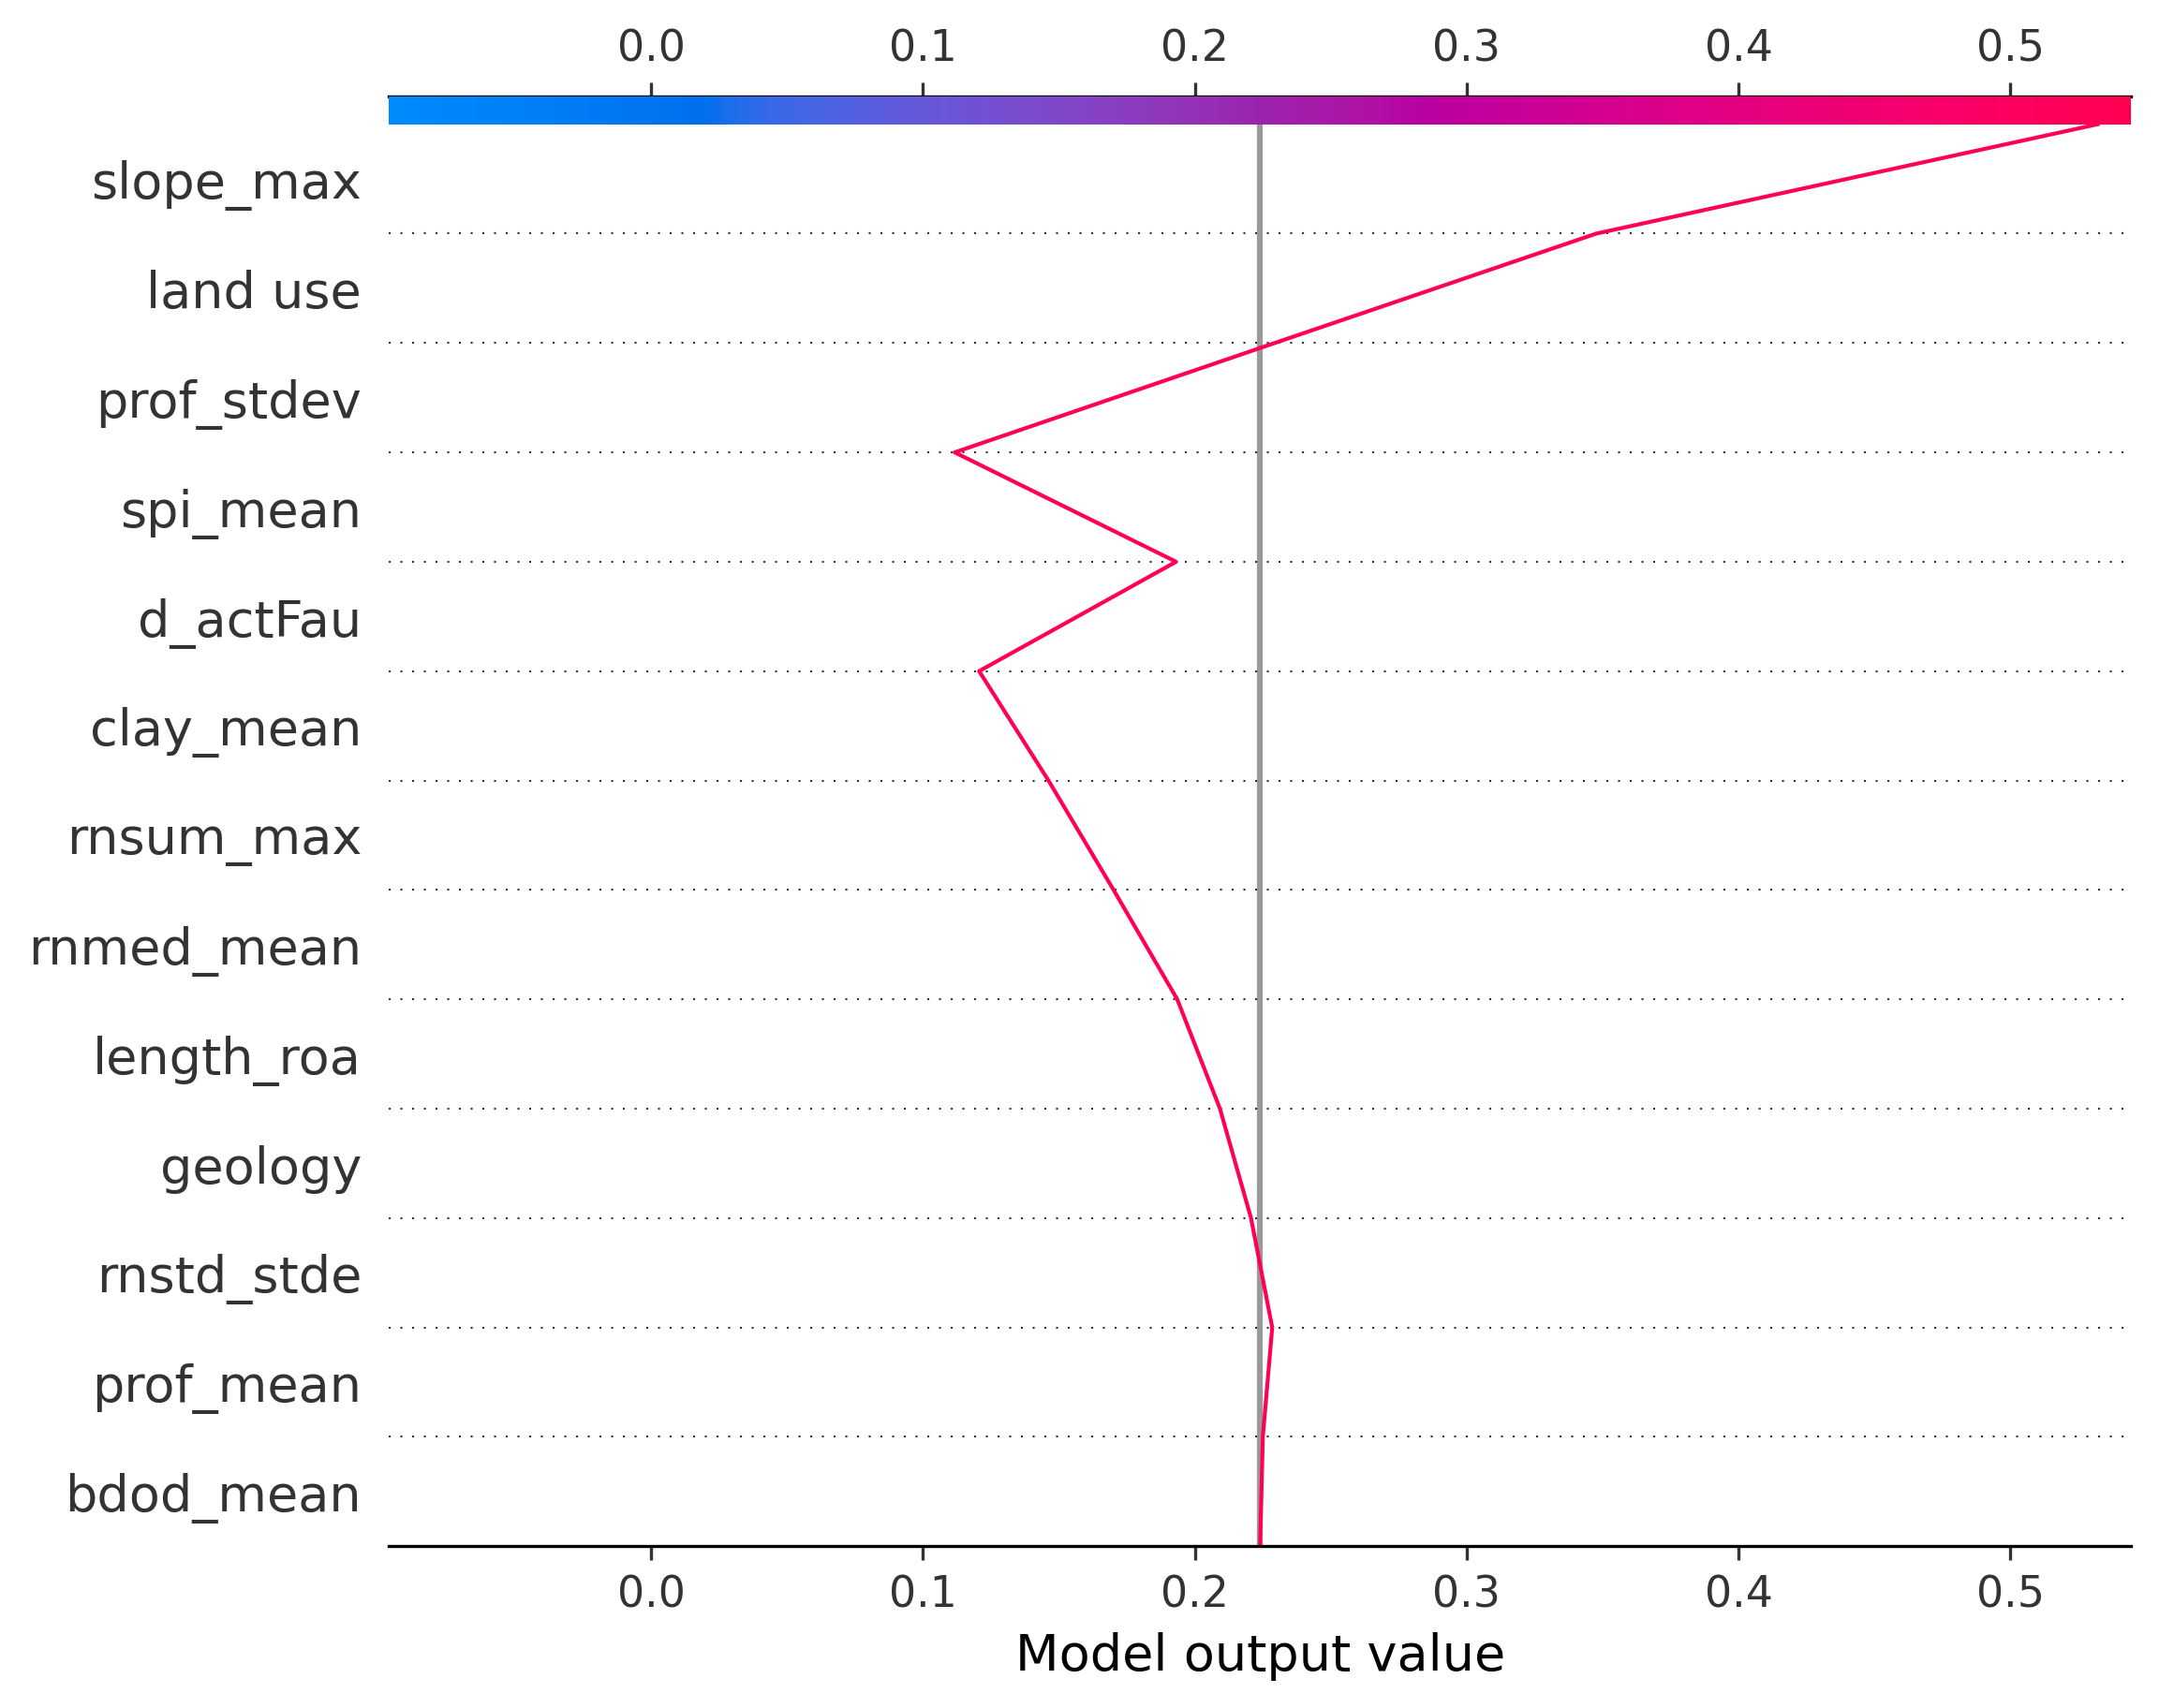 0.0 0.1 0.2 0.3 0.4 0.5
slope_max
land use
prof_stdev
spi_mean
d_actFau
clay_mean
rnsum_max
rnmed_mean
length_roa
geology
rnstd_stde
prof_mean
bdod_mean
0.0 0.1 0.2 0.3 0.4 0.5
Model output value